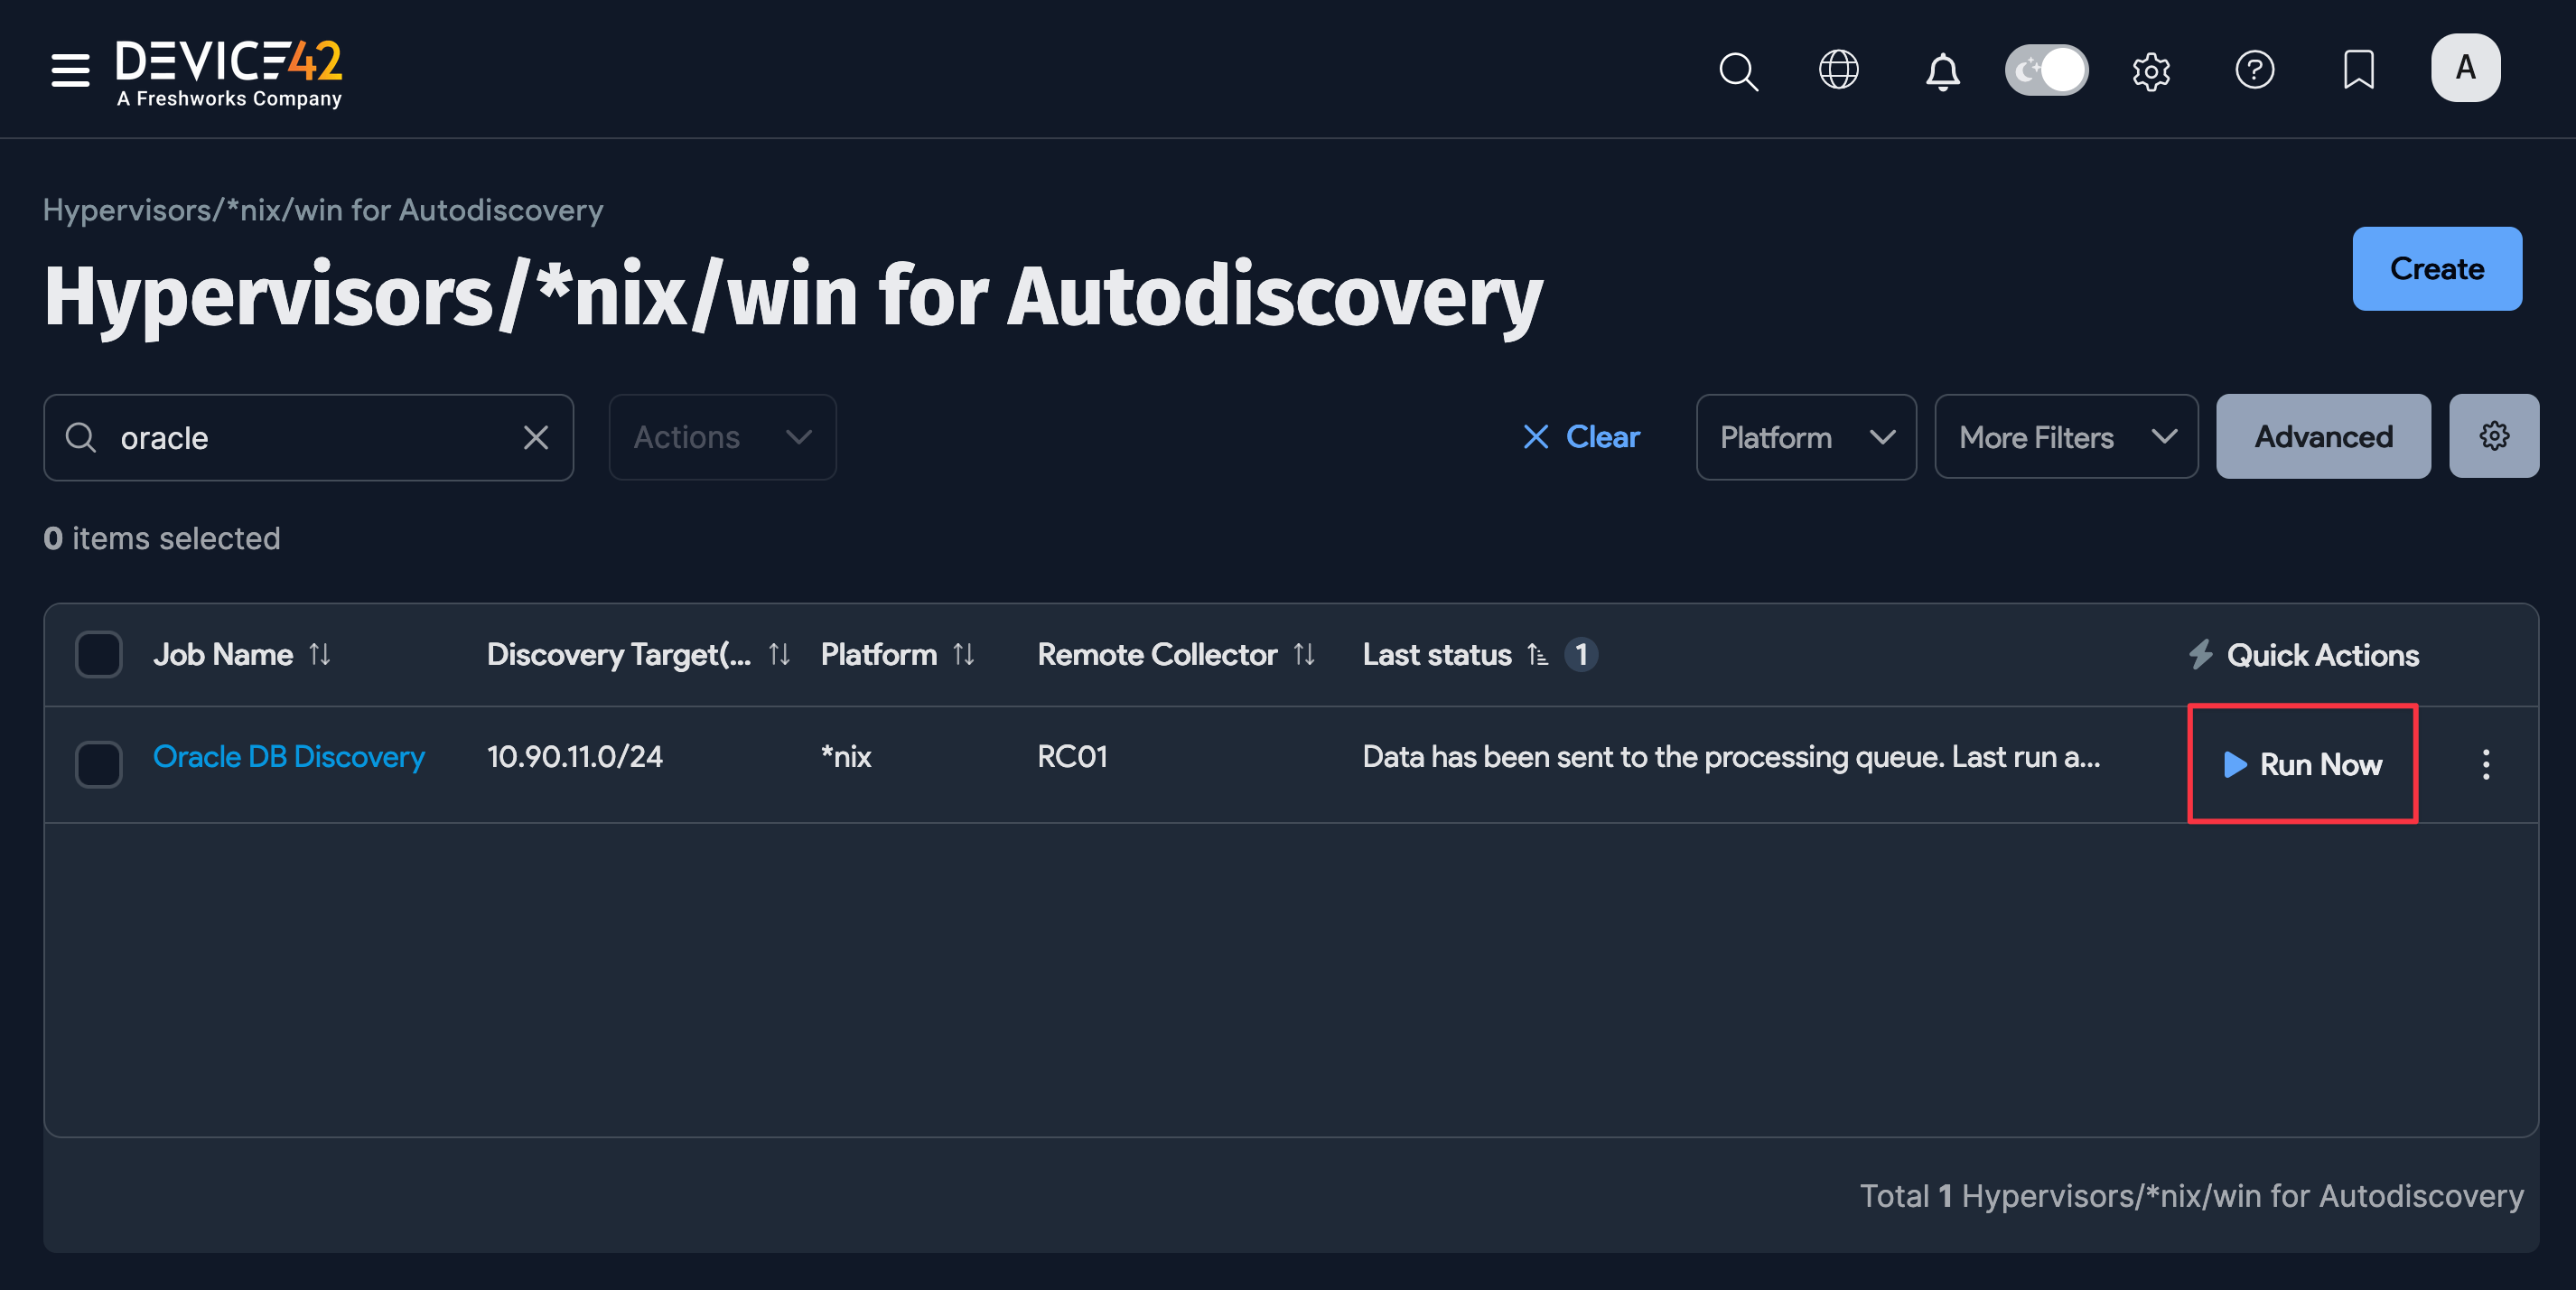 DEVICE42
A Freshworks Company
A
Hypervisors/*nix/win for Autodiscovery
Hypervisors/*nix/win for Autodiscovery
Create
oracle
Actions
Clear
Platform
More Filters
Advanced
0 items selected
Job Name
Discovery Target(...
Platform
Remote Collector
Last status
1
Quick Actions
Oracle DB Discovery
10.90.11.0/24
*nix
RC01
Data has been sent to the processing queue. Last run a...
Run Now
Total 1 Hypervisors/*nix/win for Autodiscovery